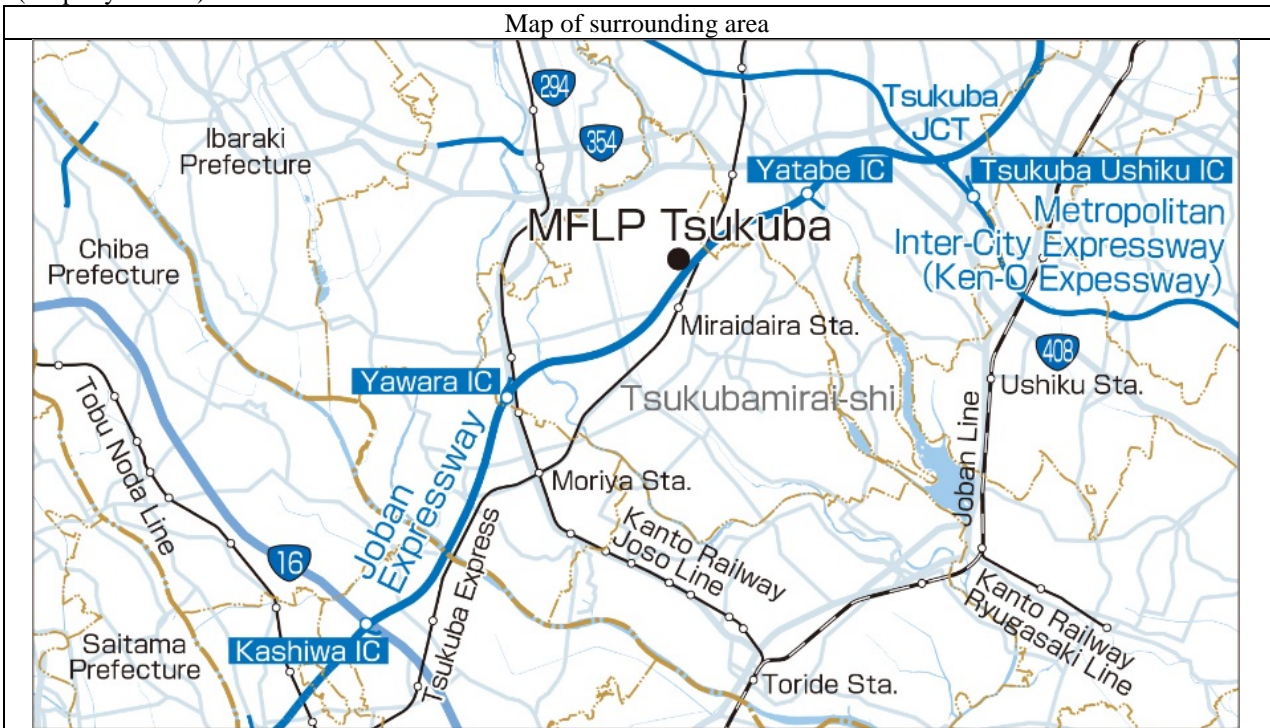 Map of surrounding area
294
354
Tsukuba
JCT
Ibaraki
Prefecture
Yatabe IC
Tsukuba Ushiku IC
MFLP Tsukuba
Metropolitan
Inter-City Expressway
(Ken-O Expessway)
Chiba
Prefecture
Miraidaira Sta.
408
Yawara IC
Tsukubamirai-shi
Ushiku Sta.
Tobu Noda Line
Joban
Expressway
Moriya Sta.
Joban Line
16
Tsukuba Express
Kanto Railway
Joso Line
Kanto Railway
Ryugasaki Line
Saitama
Prefecture
Kashiwa IC
Toride Sta.